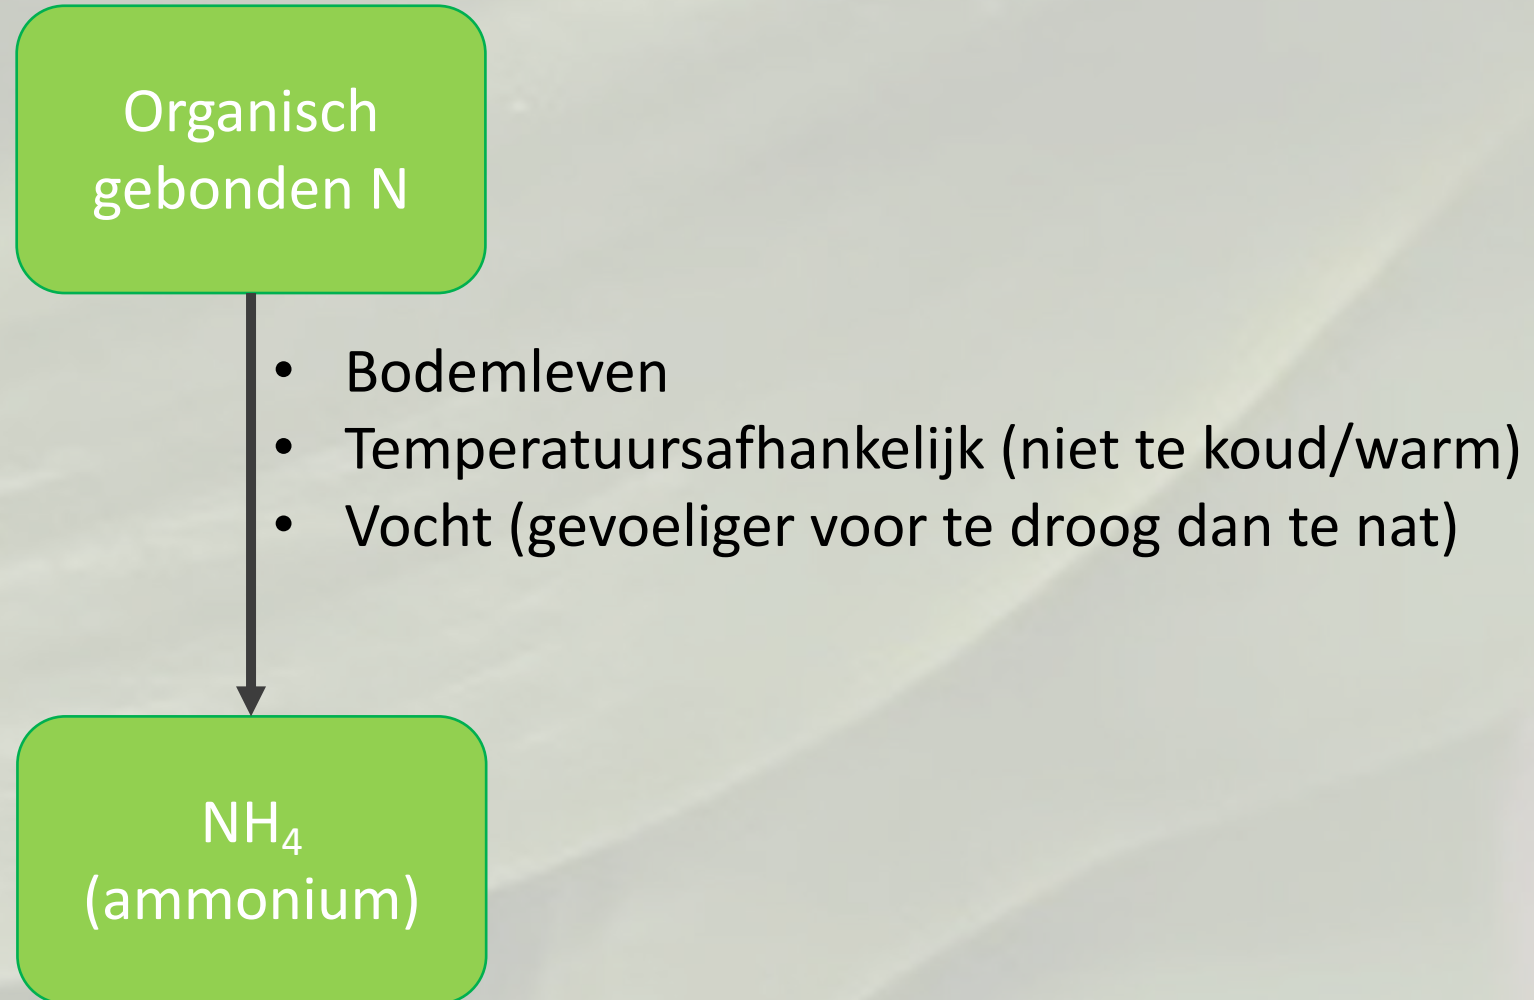 Organisch
gebonden N
• Bodemleven
• Temperatuursafhankelijk (niet te koud/warm)
• Vocht (gevoeliger voor te droog dan te nat)
NH₄
(ammonium)